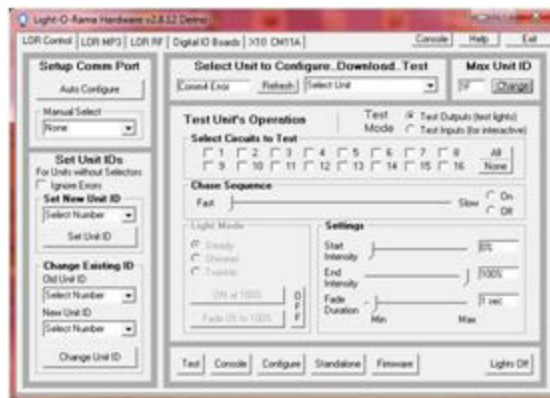 Light-O-Rama Hardware v2.8.12 Demo
LOR Control LOR MP3 LOR RF Digital IO Boards X10 CM11A Console Help Exit
Setup Comm Port
Auto Configure
Manual Select
None
Set Unit IDs
For Units without Selectors
Ignore Errors
Set New Unit ID
Select Number
Set Unit ID
Change Existing ID
Old Unit ID
Select Number
New Unit ID
Select Number
Change Unit ID
Select Unit to Configure..Download..Test
Comm4 Error Refresh Select Unit
Max Unit ID
Change
Test Unit's Operation
Test Mode
Test Outputs (test lights)
Test Inputs (for interactive)
Select Circuits to Test
1 2 3 4 5 6 7 8 All
9 10 11 12 13 14 15 16 None
Chase Sequence
Fast Slow On
Off
Light Mode
Steady
Shimmer
Twinkle
ON at 100%
Fade 0% to 100%
OFF
Settings
Start Intensity 0%
End Intensity 100%
Fade Duration 1 sec
Min Max
Test Console Configure Standalone Firmware Lights Off